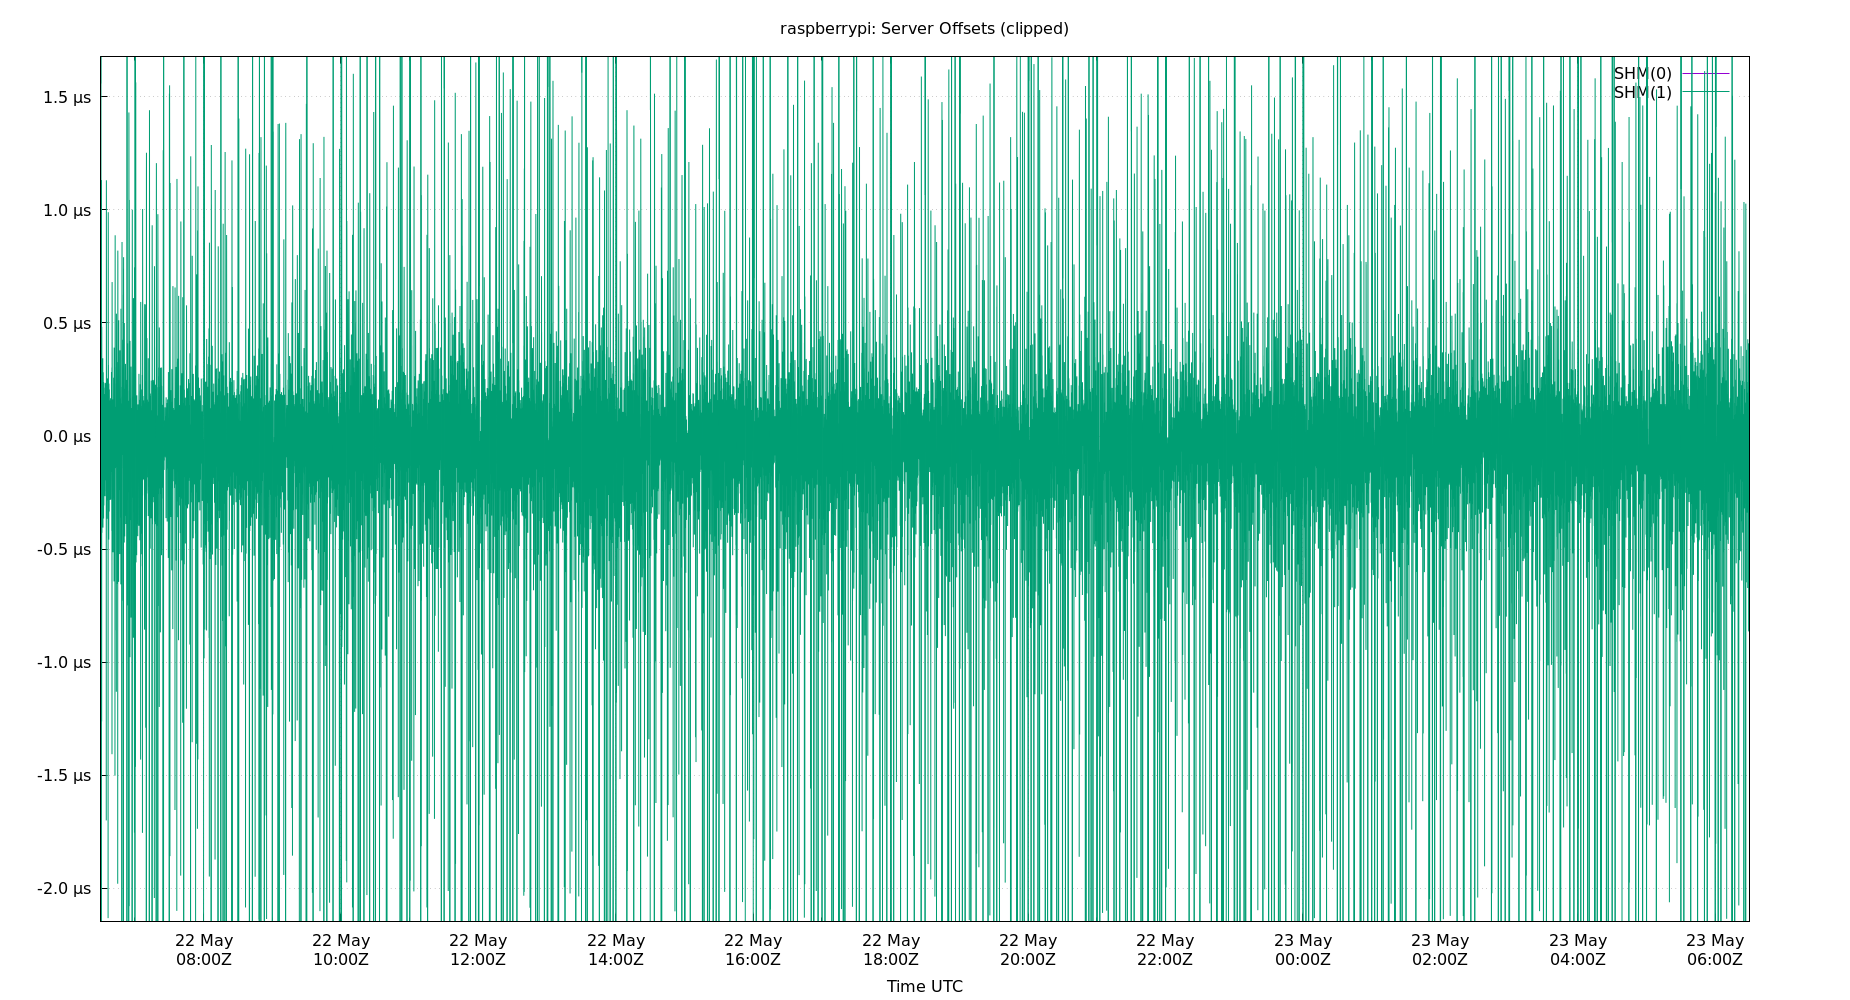 raspberrypi: Server Offsets (clipped)
SHM(0)
SHM(1)
1.5 µs
1.0 µs
0.5 µs
0.0 µs
-0.5 µs
-1.0 µs
-1.5 µs
-2.0 µs
22 May 22 May 22 May 22 May 22 May 22 May 22 May 22 May 23 May 23 May 23 May 23 May
08:00Z 10:00Z 12:00Z 14:00Z 16:00Z 18:00Z 20:00Z 22:00Z 00:00Z 02:00Z 04:00Z 06:00Z
Time UTC